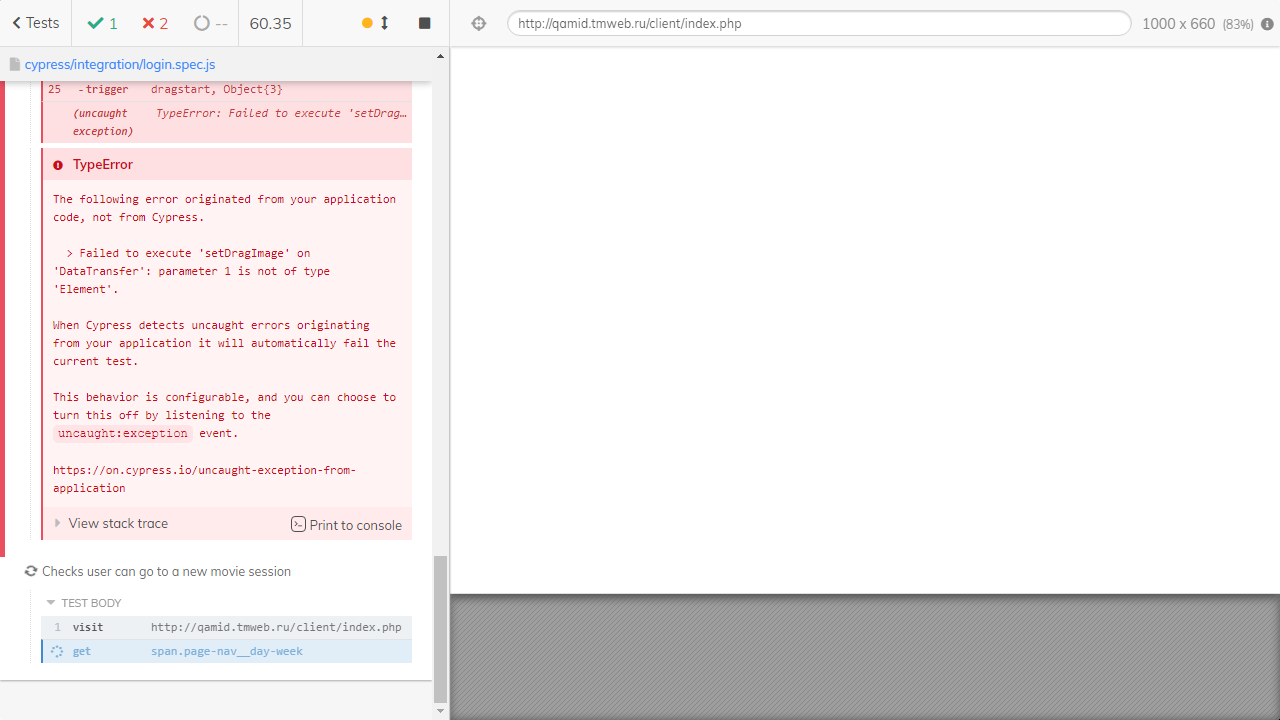 Tests
1
2
--
60.35
http://qamid.tmweb.ru/client/index.php
1000 x 660 (83%)
cypress/integration/login.spec.js
25 -trigger dragstart, Object{3}
(uncaught exception) TypeError: Failed to execute 'setDrag…
TypeError
The following error originated from your application
code, not from Cypress.
> Failed to execute 'setDragImage' on
'DataTransfer': parameter 1 is not of type
'Element'.
When Cypress detects uncaught errors originating
from your application it will automatically fail the
current test.
This behavior is configurable, and you can choose to
turn this off by listening to the
uncaught:exception event.
https://on.cypress.io/uncaught-exception-from-
application
View stack trace
Print to console
Checks user can go to a new movie session
TEST BODY
1 visit http://qamid.tmweb.ru/client/index.php
get span.page-nav__day-week